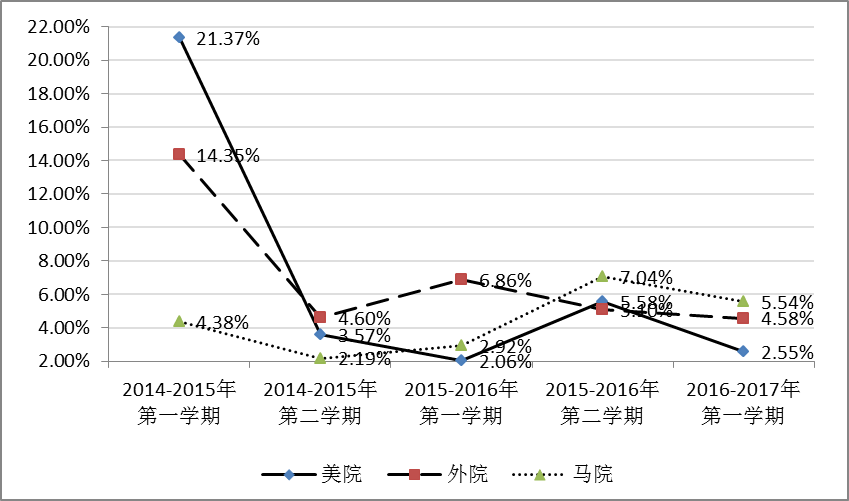 22.00%
20.00%
18.00%
16.00%
14.00%
12.00%
10.00%
8.00%
6.00%
4.00%
2.00%
21.37%
14.35%
4.38%
4.60%
3.57%
2.19%
6.86%
2.92%
2.06%
7.04%
5.58%
5.10%
5.54%
4.58%
2.55%
2014-2015年
第一学期
2014-2015年
第二学期
2015-2016年
第一学期
2015-2016年
第二学期
2016-2017年
第一学期
美院 外院 马院